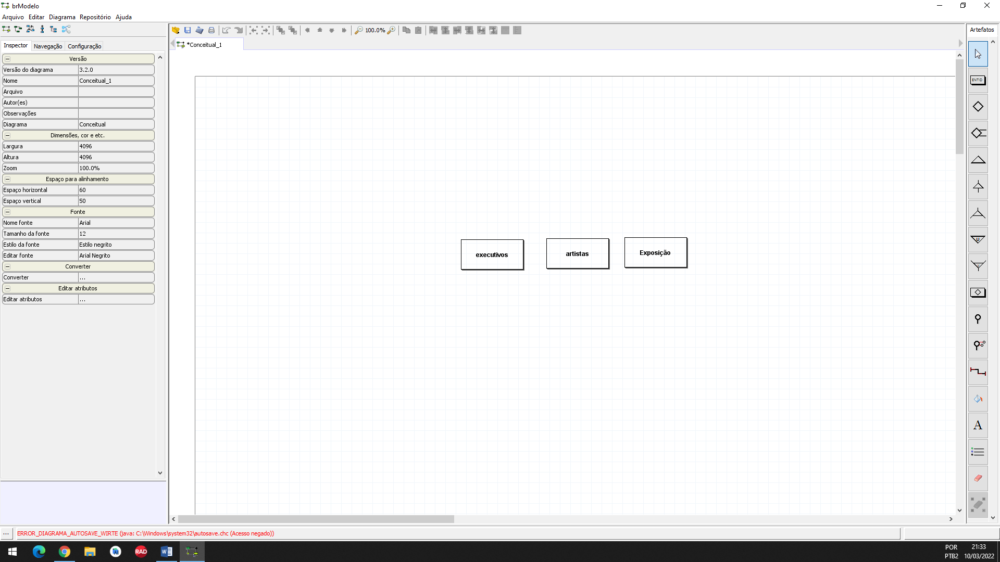 brModelo
Arquivo Editar Diagrama Repositório Ajuda
100.0%
Artefatos
Inspector Navegação Configuração
*Conceitual_1
Versão
Versão do diagrama 3.2.0
Nome Conceitual_1
Arquivo
Autor(es)
Observações
Diagrama Conceitual
Dimensões, cor e etc.
Largura 4096
Altura 4096
Zoom 100.0%
Espaço para alinhamento
Espaço horizontal 60
Espaço vertical 50
Fonte
Nome fonte Arial
Tamanho da fonte 12
Estilo da fonte Estilo negrito
Editar fonte Arial Negrito
Converter
Converter ...
Editar atributos
Editar atributos ...
executivos artistas Exposição
ENTID
U
U
A
... ERROR_DIAGRAMA_AUTOSAVE_WIRTE (java: C:\Windows\system32\autosave.chc (Acesso negado))
RAD
POR 21:33
PTB2 10/03/2022